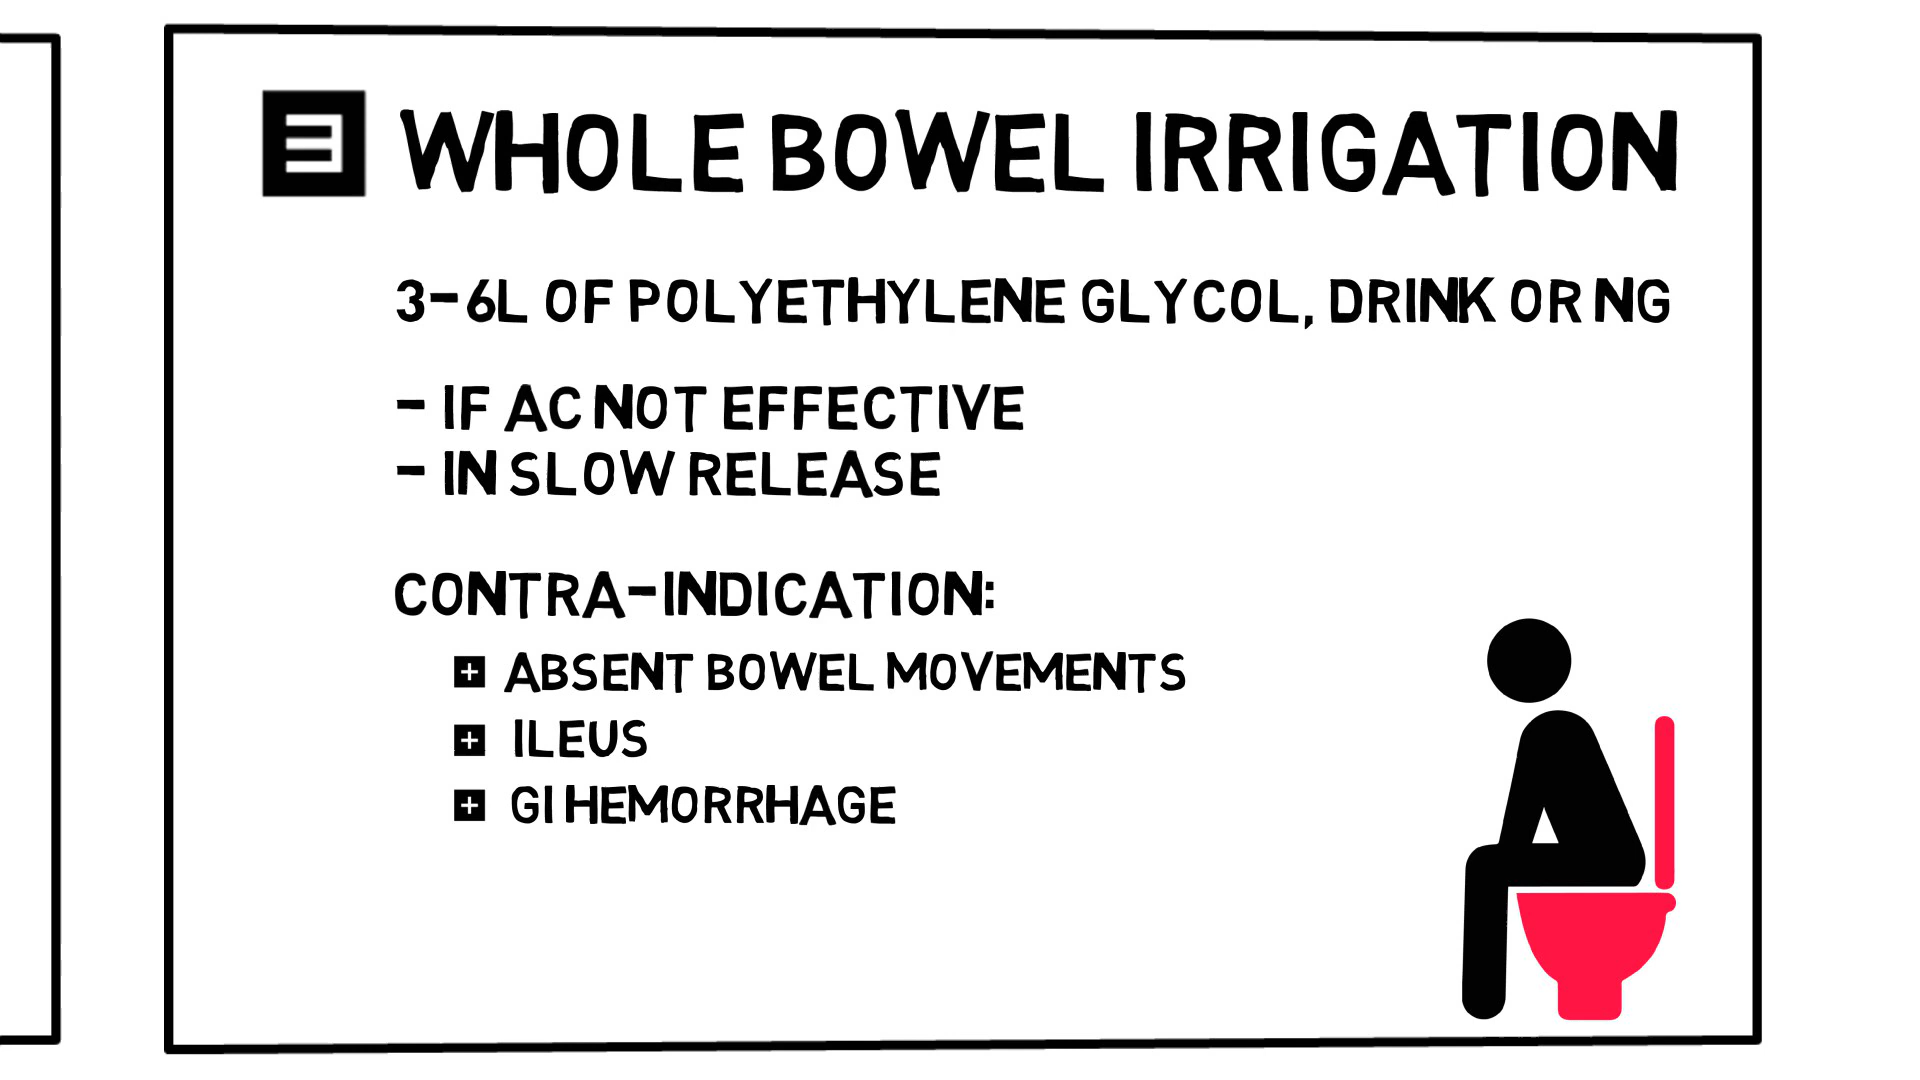 3 WHOLE BOWEL IRRIGATION
3-6L OF POLYETHYLENE GLYCOL, DRINK OR NG
- IF AC NOT EFFECTIVE
- IN SLOW RELEASE
CONTRA-INDICATION:
ABSENT BOWEL MOVEMENTS
ILEUS
GI HEMORRHAGE